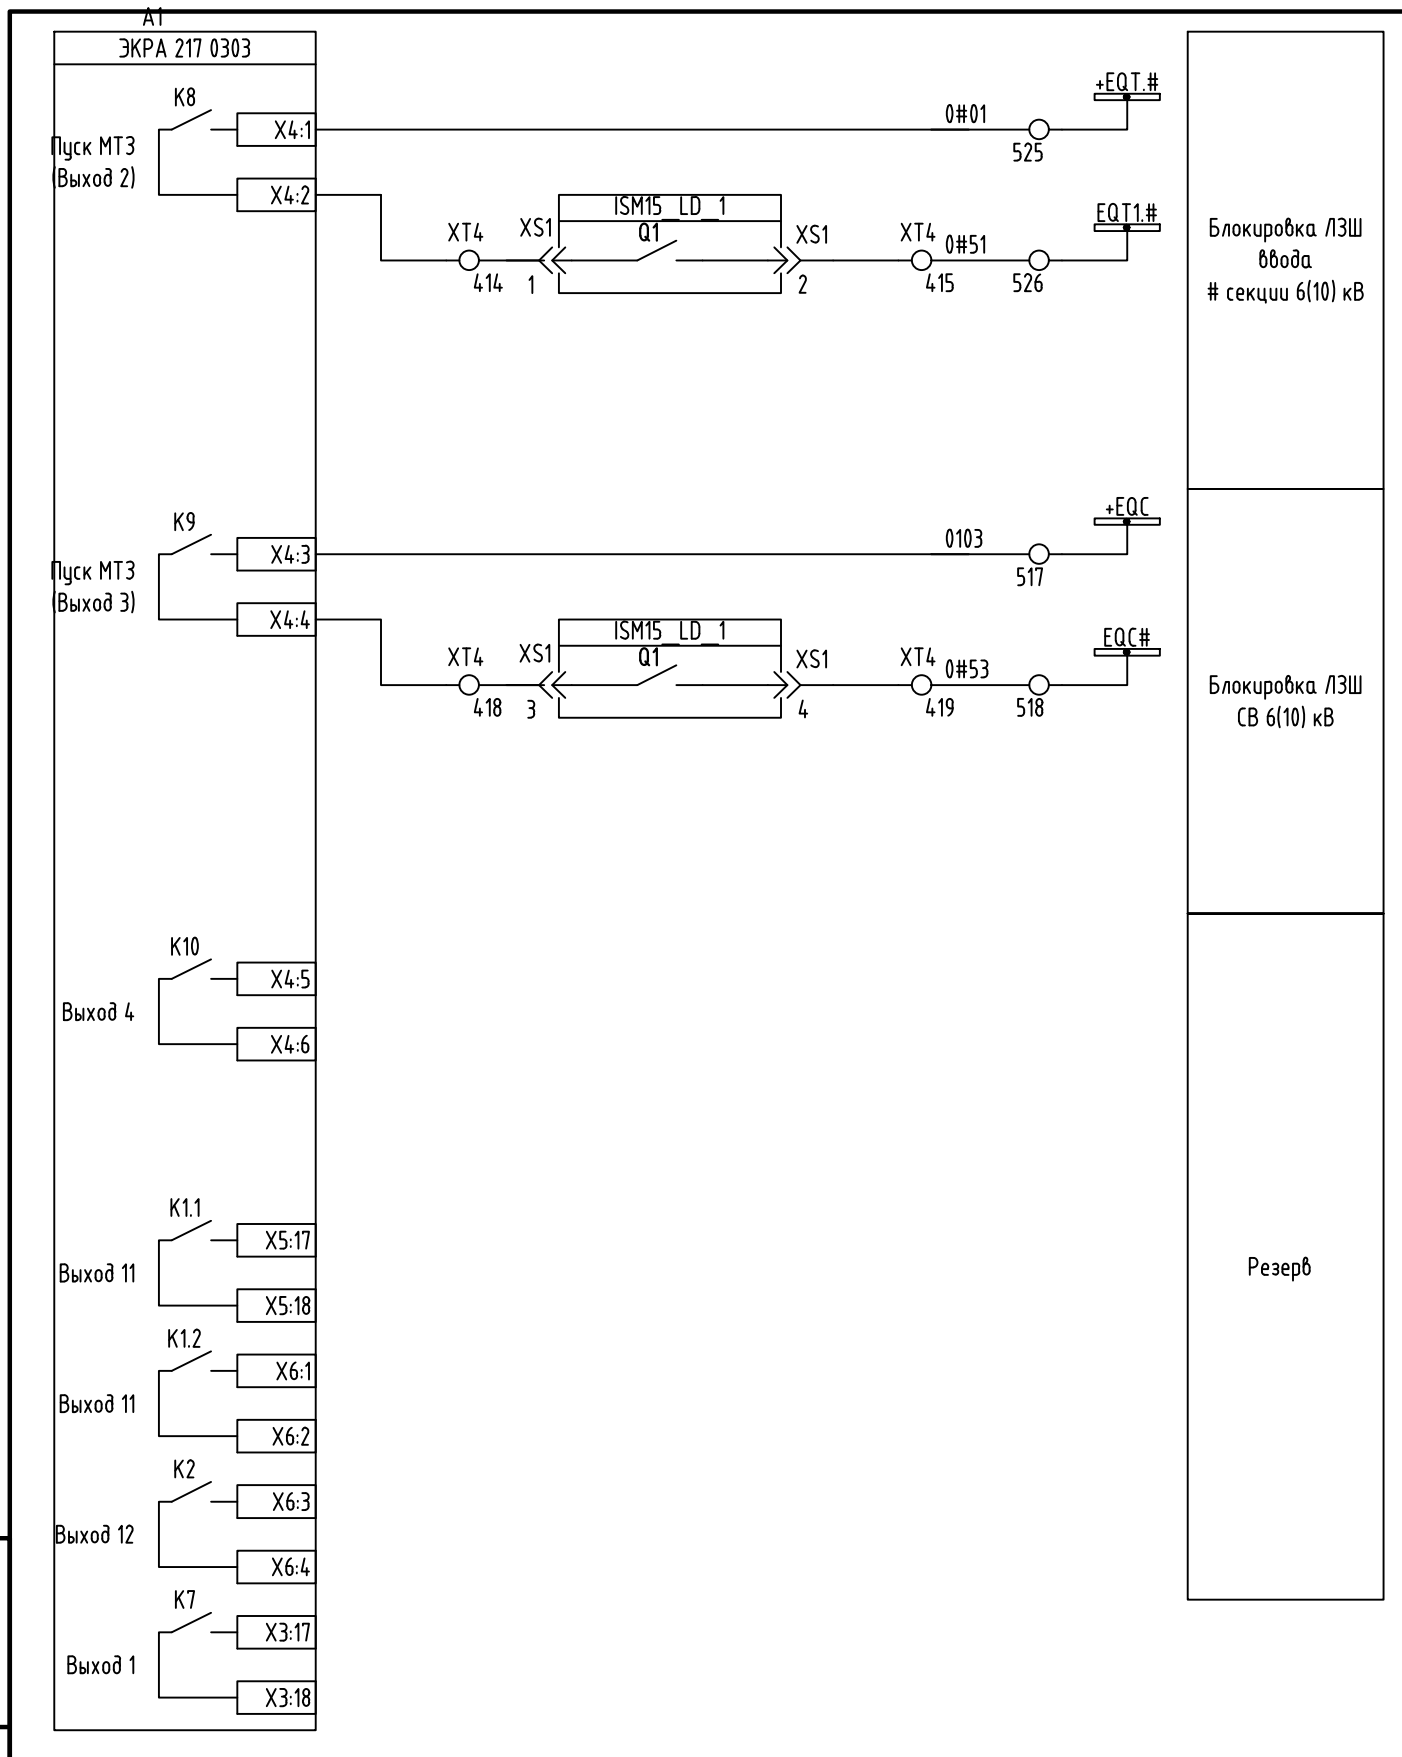 A1
ЭКРА 217 0303
K8
X4:1
Пуск МТЗ
(Выход 2)
X4:2
0#01
525
+EQT.#
XT4
414
XS1
1
ISM15_LD_1
Q1
XS1
2
XT4
415
0#51
526
EQT1.#
Блокировка ЛЗШ
ввода
# секции 6(10) кВ
K9
X4:3
Пуск МТЗ
(Выход 3)
X4:4
0103
517
+EQC
XT4
418
XS1
3
ISM15_LD_1
Q1
XS1
4
XT4
419
0#53
518
EQC#
Блокировка ЛЗШ
СВ 6(10) кВ
K10
X4:5
Выход 4
X4:6
K1.1
X5:17
Выход 11
X5:18
K1.2
X6:1
Выход 11
X6:2
K2
X6:3
Выход 12
X6:4
K7
X3:17
Выход 1
X3:18
Резерв